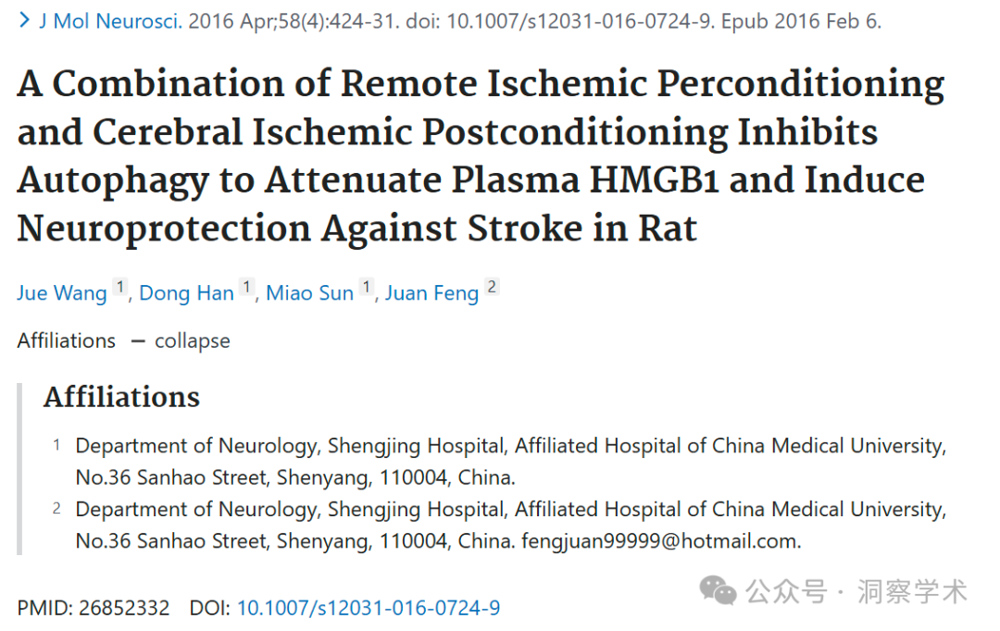 > J Mol Neurosci. 2016 Apr;58(4):424-31. doi: 10.1007/s12031-016-0724-9. Epub 2016 Feb 6.
A Combination of Remote Ischemic Perconditioning
and Cerebral Ischemic Postconditioning Inhibits
Autophagy to Attenuate Plasma HMGB1 and Induce
Neuroprotection Against Stroke in Rat
Jue Wang 1, Dong Han 1, Miao Sun 1, Juan Feng 2
Affiliations — collapse
Affiliations
1 Department of Neurology, Shengjing Hospital, Affiliated Hospital of China Medical University,
No.36 Sanhao Street, Shenyang, 110004, China.
2 Department of Neurology, Shengjing Hospital, Affiliated Hospital of China Medical University,
No.36 Sanhao Street, Shenyang, 110004, China. fengjuan99999@hotmail.com.
公众号 · 洞察学术
PMID: 26852332 DOI: 10.1007/s12031-016-0724-9